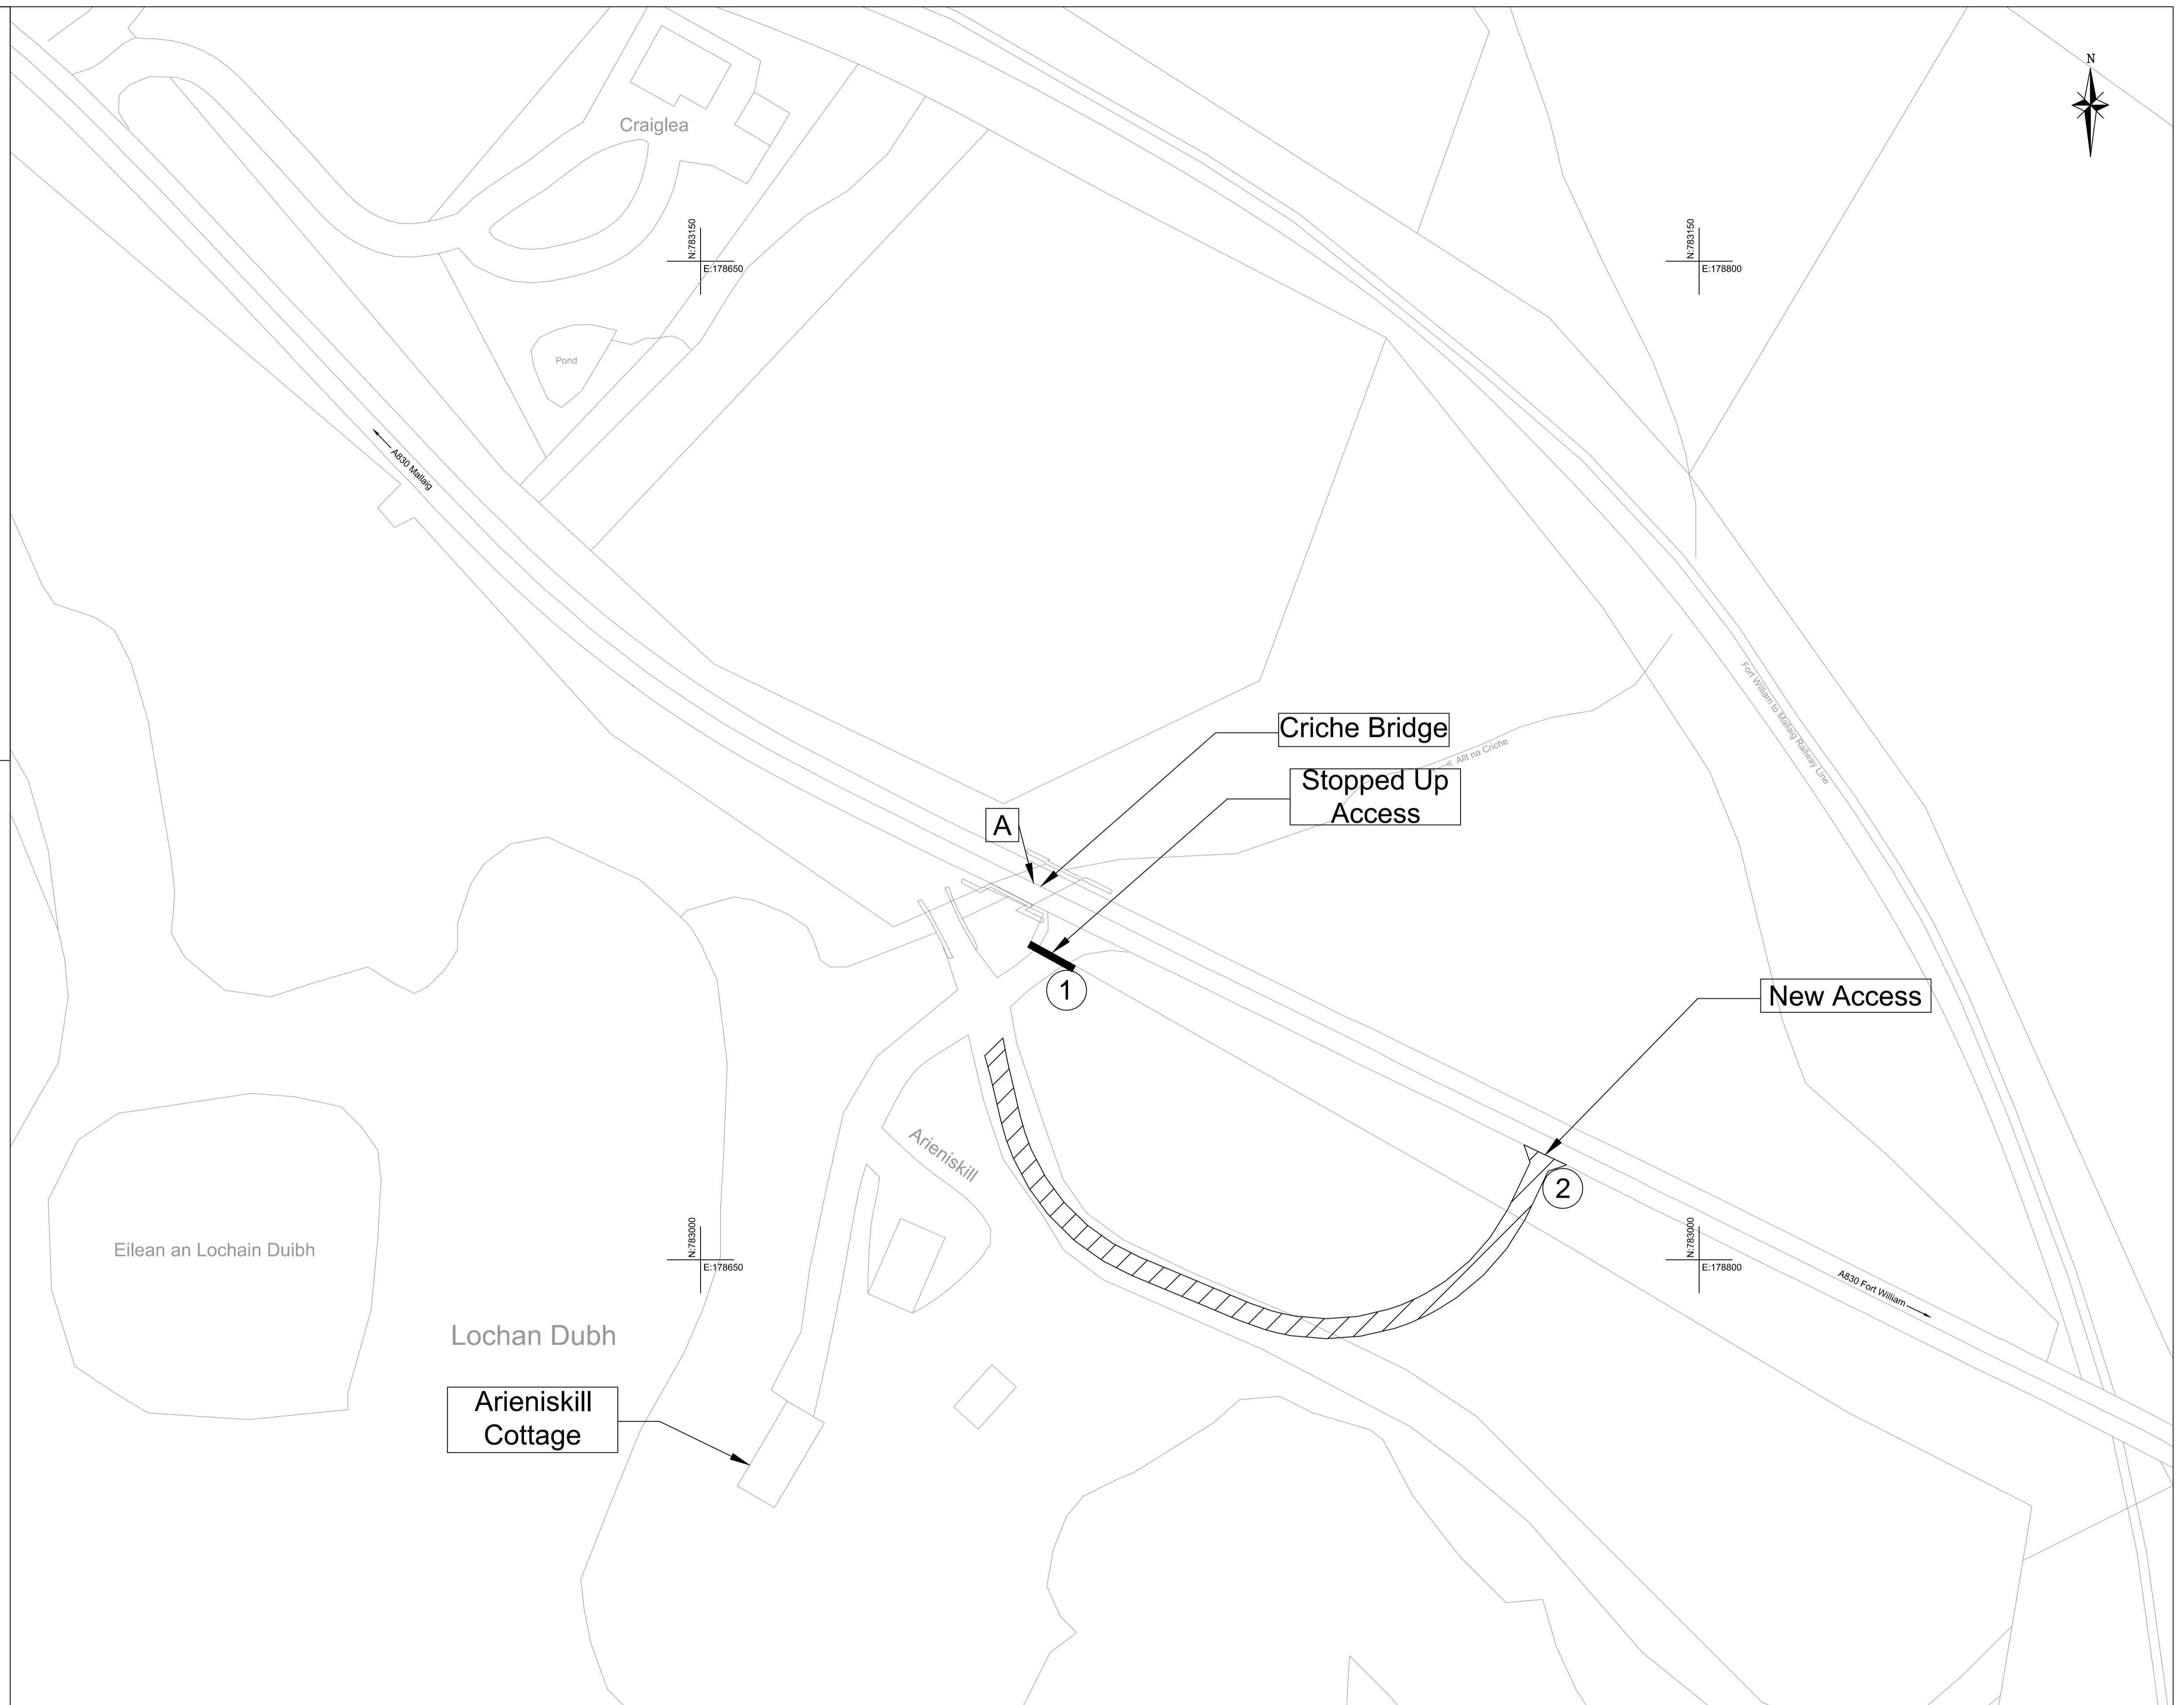 N
Craiglea
N:783150
E:178650
N:783150
E:178800
Pond
A830 Mallaig
Fort William to Mallaig Railway Line
Criche Bridge
Allt na Criche
Stopped Up
Access
A
1
New Access
2
Arieniskill
Eilean an Lochain Duibh
N:783000
E:178650
N:783000
E:178800
A830 Fort William
Lochan Dubh
Arieniskill
Cottage